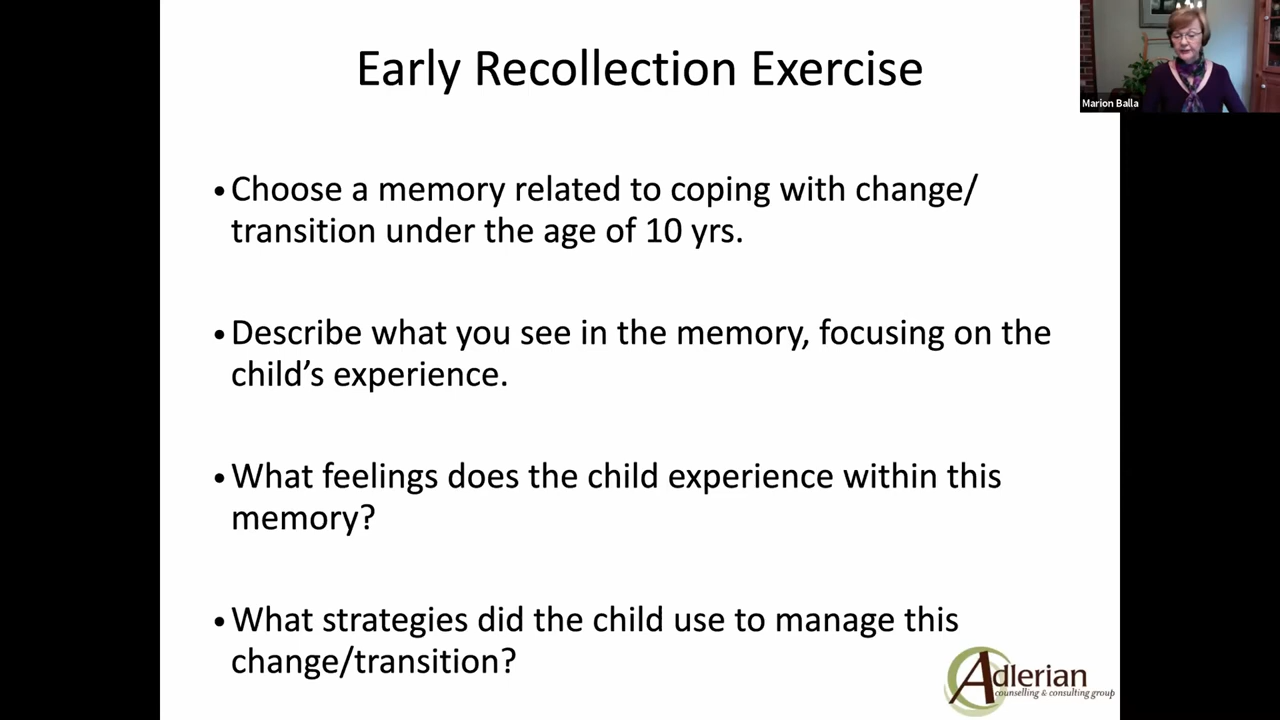 Early Recollection Exercise
Marion Balla
•Choose a memory related to coping with change/
transition under the age of 10 yrs.
•Describe what you see in the memory, focusing on the
child’s experience.
•What feelings does the child experience within this
memory?
•What strategies did the child use to manage this
change/transition?
Adlerian
counselling & consulting group